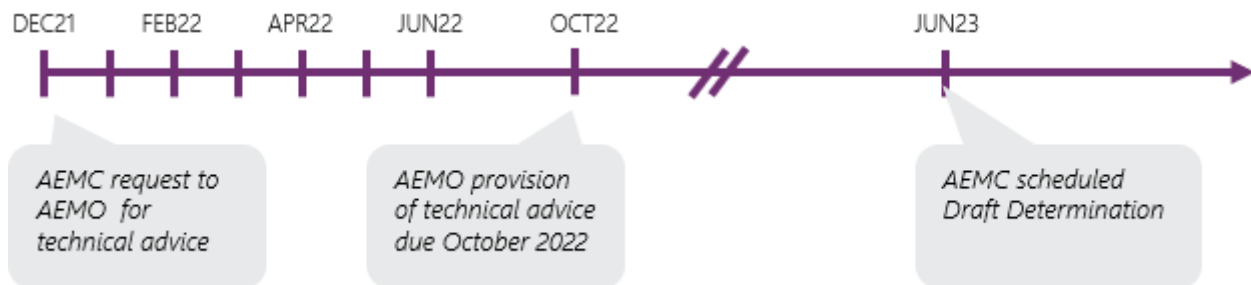 DEC21 FEB22 APR22 JUN22 OCT22 JUN23
AEMC request to
AEMO for
technical advice
AEMO provision
of technical advice
due October 2022
AEMC scheduled
Draft Determination